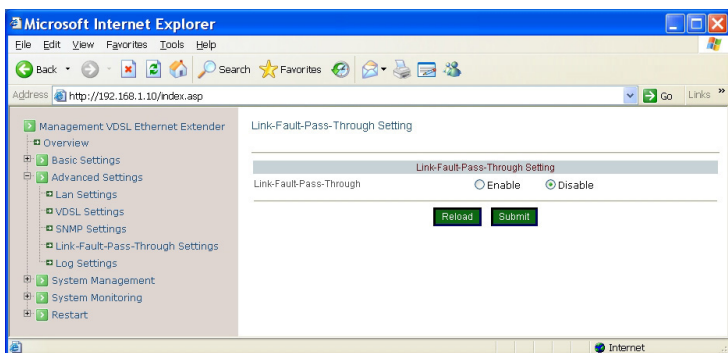 Microsoft Internet Explorer
File Edit View Favorites Tools Help
Back Search Favorites
Address http://192.168.1.10/index.asp Go Links »
Management VDSL Ethernet Extender
Overview
Basic Settings
Advanced Settings
Lan Settings
VDSL Settings
SNMP Settings
Link-Fault-Pass-Through Settings
Log Settings
System Management
System Monitoring
Restart
Link-Fault-Pass-Through Setting
Link-Fault-Pass-Through Setting
Link-Fault-Pass-Through Enable Disable
Reload Submit
Internet